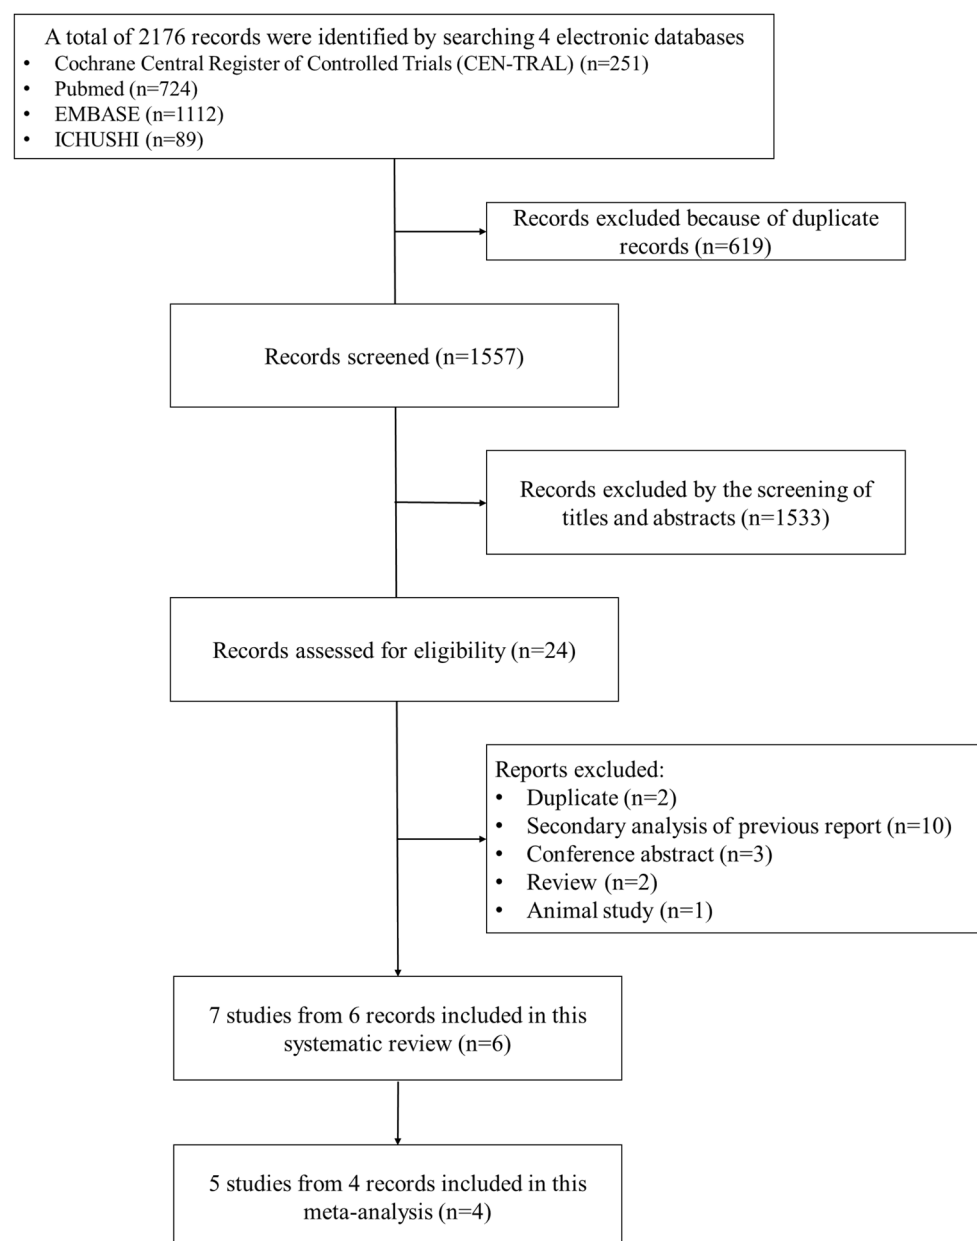 A total of 2176 records were identified by searching 4 electronic databases
• Cochrane Central Register of Controlled Trials (CEN-TRAL) (n=251)
• Pubmed (n=724)
• EMBASE (n=1112)
• ICHUSHI (n=89)
Records excluded because of duplicate
records (n=619)
Records screened (n=1557)
Records excluded by the screening of
titles and abstracts (n=1533)
Records assessed for eligibility (n=24)
Reports excluded:
• Duplicate (n=2)
• Secondary analysis of previous report (n=10)
• Conference abstract (n=3)
• Review (n=2)
• Animal study (n=1)
7 studies from 6 records included in this
systematic review (n=6)
5 studies from 4 records included in this
meta-analysis (n=4)